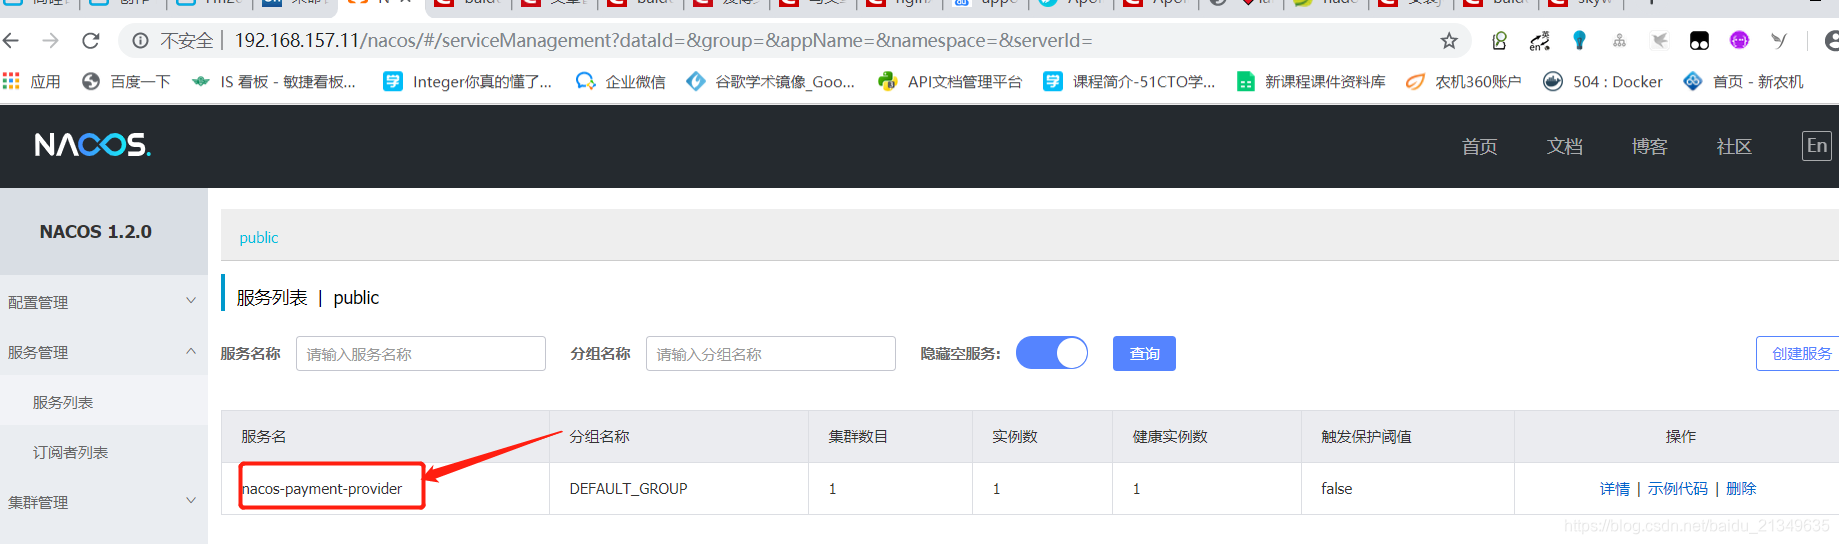 不安全 | 192.168.157.11/nacos/#/serviceManagement?dataId=&group=&appName=&namespace=&serverId=
应用 百度一下 IS 看板 - 敏捷看板... Integer你真的懂了... 企业微信 谷歌学术镜像_Goo... API文档管理平台 课程简介-51CTO学... 新课程课件资料库 农机360账户 504 : Docker 首页 - 新农机
NACOS.
首页 文档 博客 社区 En
NACOS 1.2.0
public
配置管理
服务列表 | public
服务管理
服务名称 请输入服务名称 分组名称 请输入分组名称 隐藏空服务: 查询 创建服务
服务列表
订阅者列表
集群管理
服务名 分组名称 集群数目 实例数 健康实例数 触发保护阈值 操作
nacos-payment-provider DEFAULT_GROUP 1 1 1 false 详情 | 示例代码 | 删除
https://blog.csdn.net/baidu_21349635